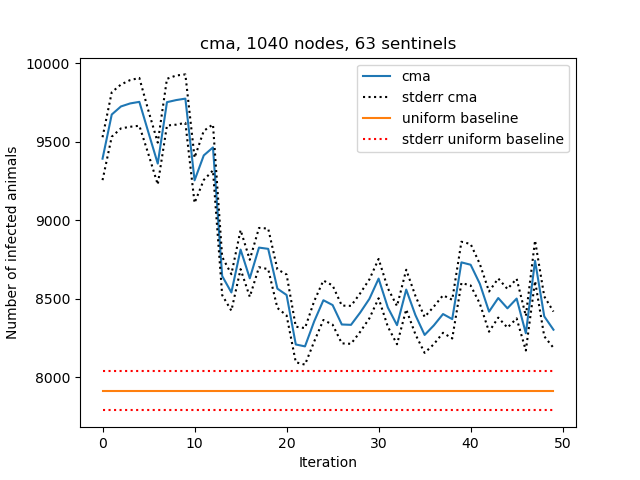 cma, 1040 nodes, 63 sentinels
cma
stderr cma
uniform baseline
stderr uniform baseline
Number of infected animals
10000
9500
9000
8500
8000
0 10 20 30 40 50
Iteration